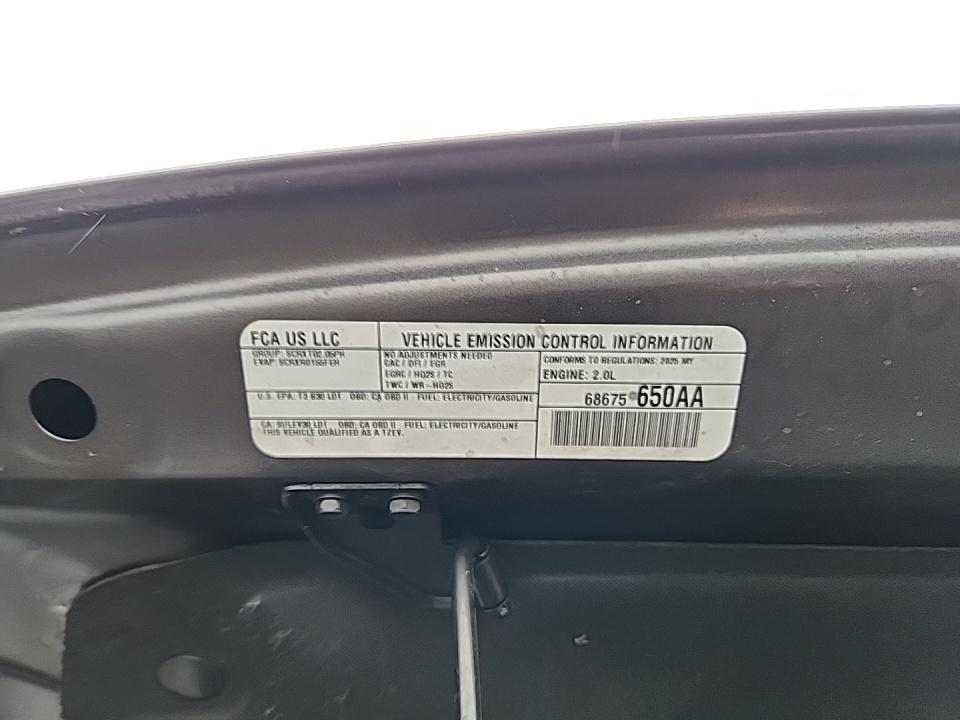 FCA US LLC
VEHICLE EMISSION CONTROL INFORMATION
GROUP: SCRXT02.05PH
EVAP: SCRXR0155FEH
NO ADJUSTMENTS NEEDED
CAC / DFI / EGR
EGRC / HO2S / TC
TWC / WR-HO2S
CONFORMS TO REGULATIONS: 2025 MY
ENGINE: 2.0L
U.S. EPA: T3 B30 LDT OBD: CA OBD II FUEL: ELECTRICITY/GASOLINE
68675 650AA
CA: SULEV30 LDT OBD: CA OBD II FUEL: ELECTRICITY/GASOLINE
THIS VEHICLE QUALIFIED AS A TZEV.